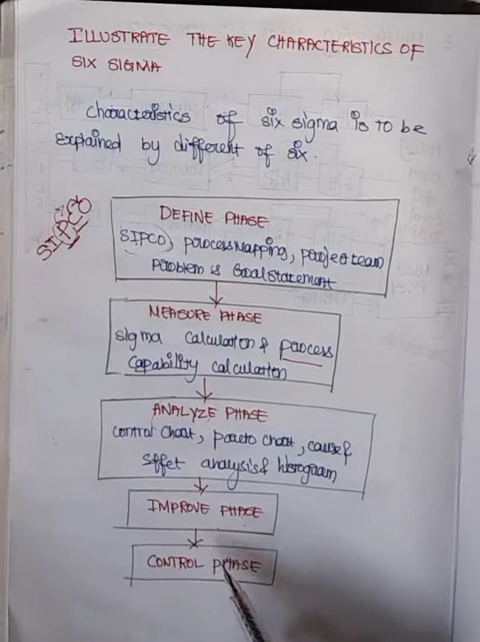 ILLUSTRATE THE KEY CHARACTERISTICS OF
SIX SIGMA
characteristics of six sigma is to be
explained by different of six.
SIPCO
DEFINE PHASE
SIPCO, process Mapping, project team
Problem is Goal statement
MEASURE PHASE
sigma calculation & process
Capability calculation
ANALYZE PHASE
control chart, pareto chart, cause &
effet analysis & histogram
IMPROVE PHASE
CONTROL PHASE